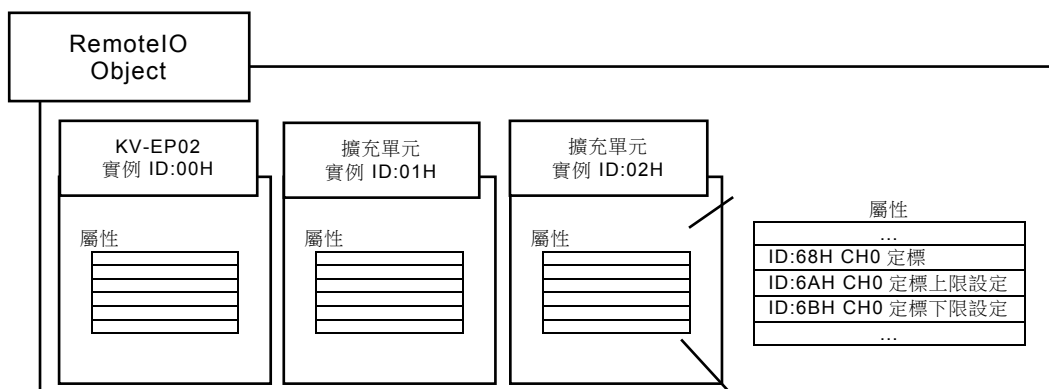 RemoteIO
Object
KV-EP02
實例 ID:00H
擴充單元
實例 ID:01H
擴充單元
實例 ID:02H
屬性
屬性
屬性
屬性
...
ID:68H CH0 定標
ID:6AH CH0 定標上限設定
ID:6BH CH0 定標下限設定
...